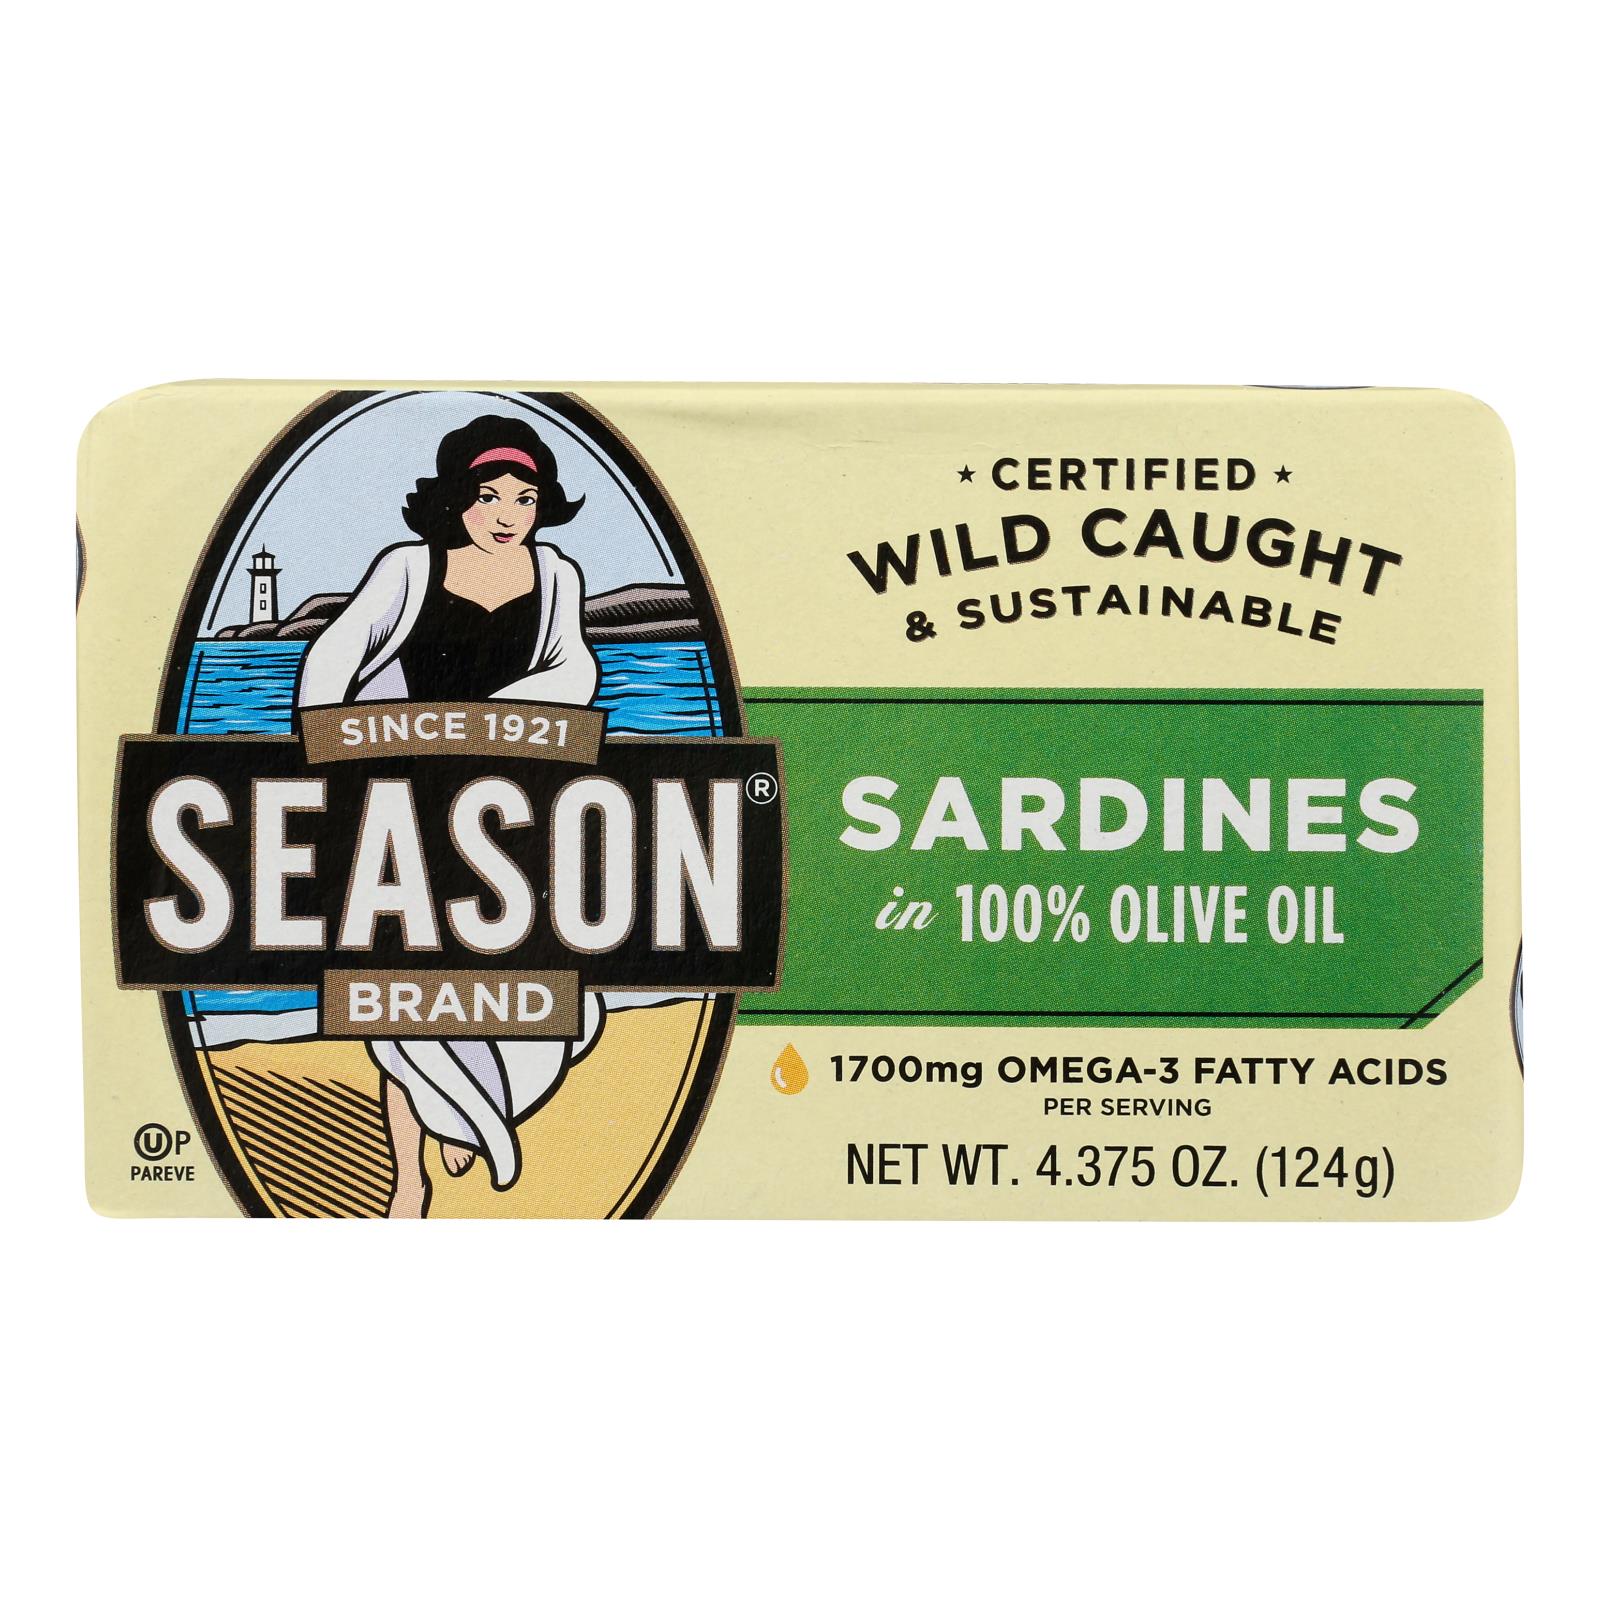 ★ CERTIFIED ★
WILD CAUGHT
& SUSTAINABLE
SINCE 1921
SEASON®
BRAND
SARDINES
in 100% OLIVE OIL
1700mg OMEGA-3 FATTY ACIDS
PER SERVING
NET WT. 4.375 OZ. (124g)
UP
PAREVE